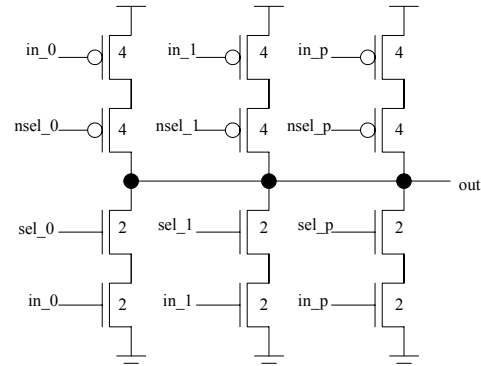 in_0 4 in_1 4 in_p 4
nsel_0 4 nsel_1 4 nsel_p 4
out
sel_0 2 sel_1 2 sel_p 2
in_0 2 in_1 2 in_p 2